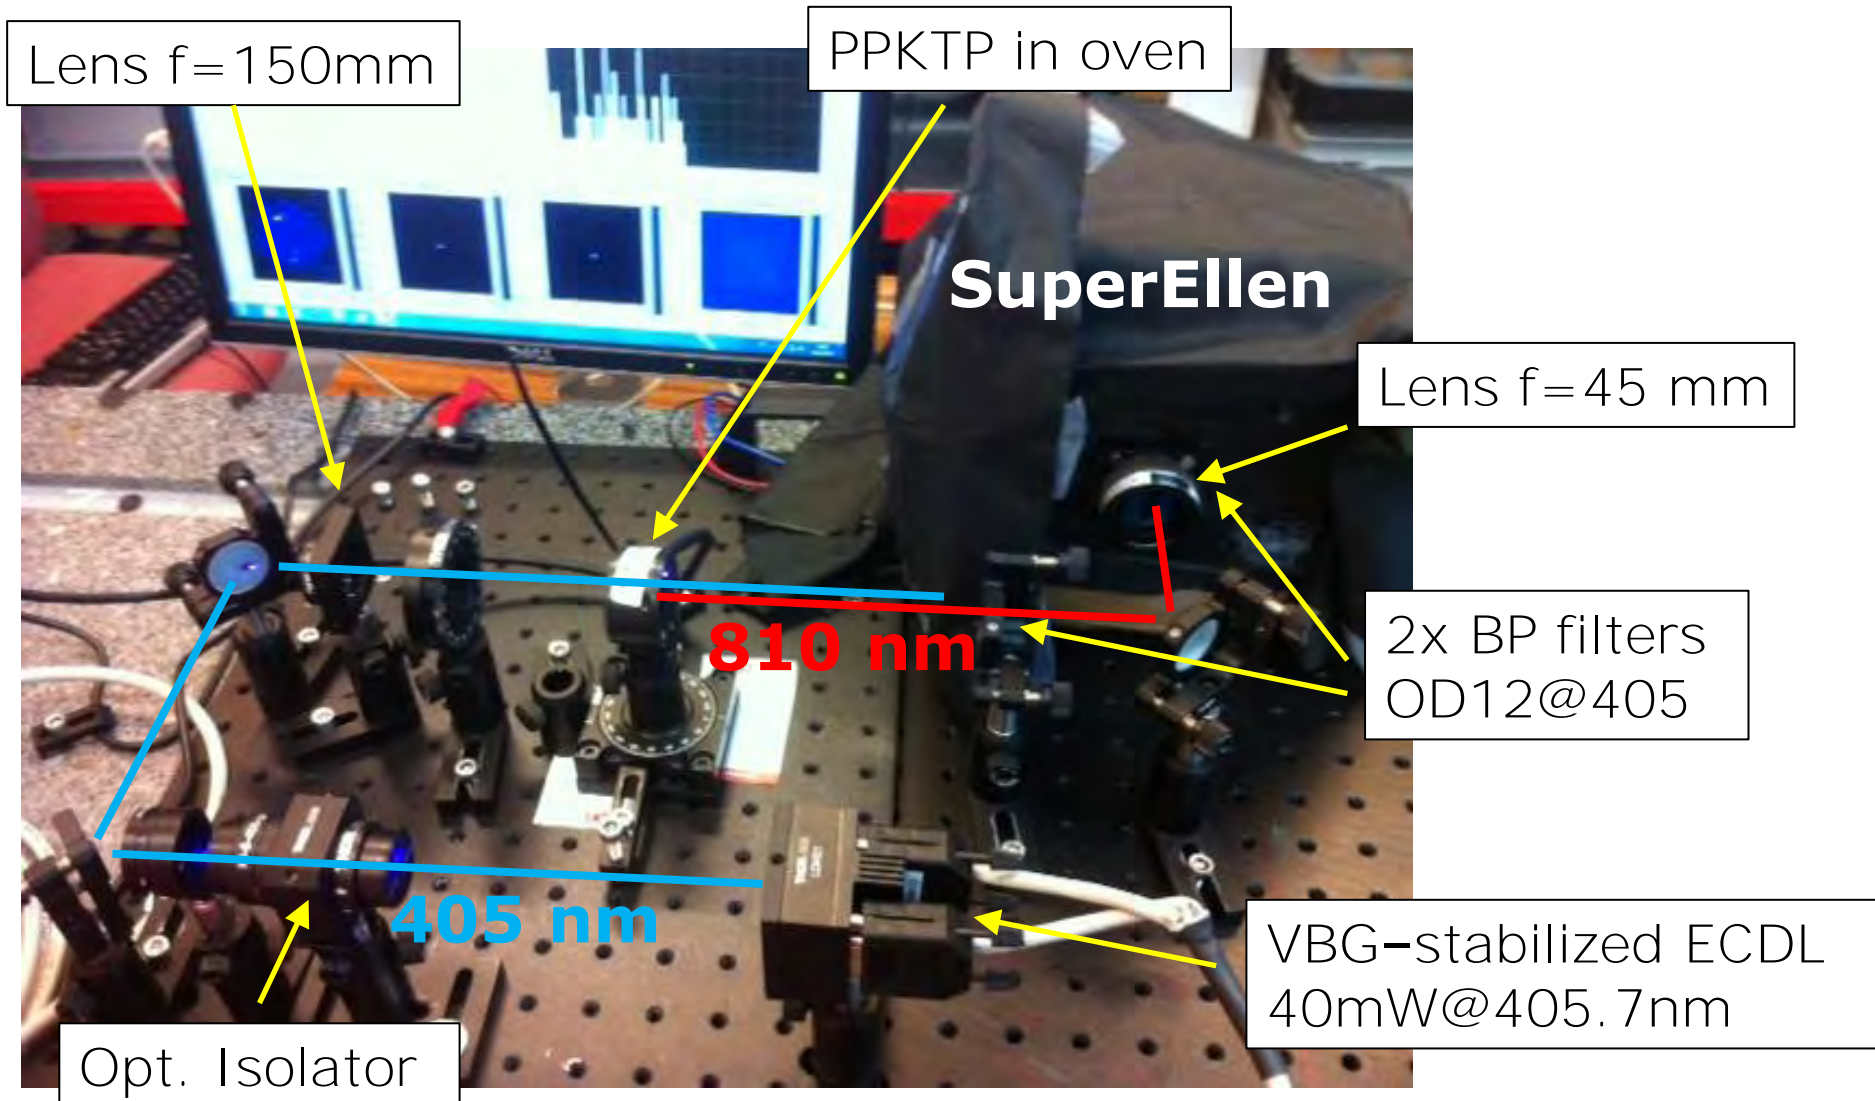 Lens f=150mm
PPKTP in oven
SuperEllen
Lens f=45 mm
810 nm
2x BP filters
OD12@405
405 nm
VBG-stabilized ECDL
40mW@405.7nm
Opt. Isolator